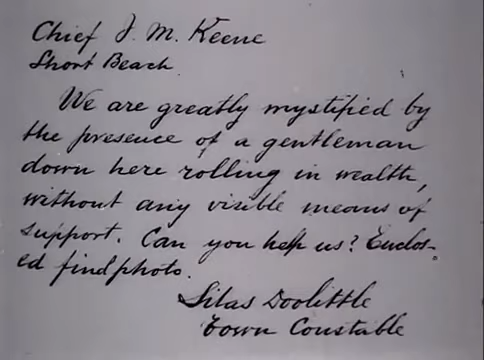 Chief J. M. Keene
Short Beach
We are greatly mystified by
the presence of a gentleman
down here rolling in wealth,
without any visible means of
support. Can you help us? Enclos-
ed find photo.
Silas Doolittle
Town Constable